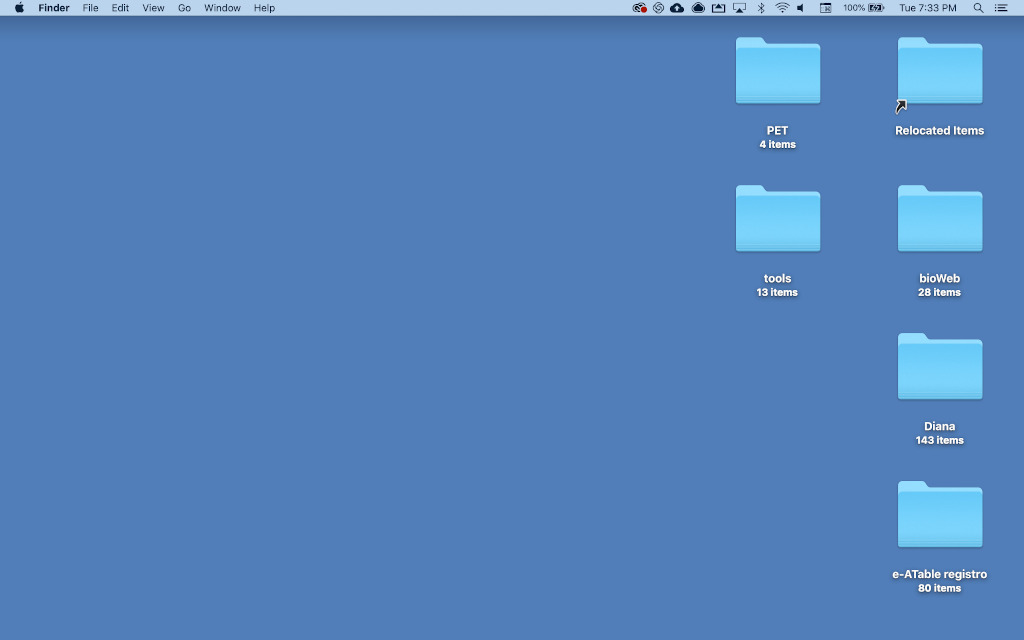 Finder File Edit View Go Window Help 100% Tue 7:33 PM
PET
4 items
Relocated Items
tools
13 items
bioWeb
28 items
Diana
143 items
e-ATable registro
80 items